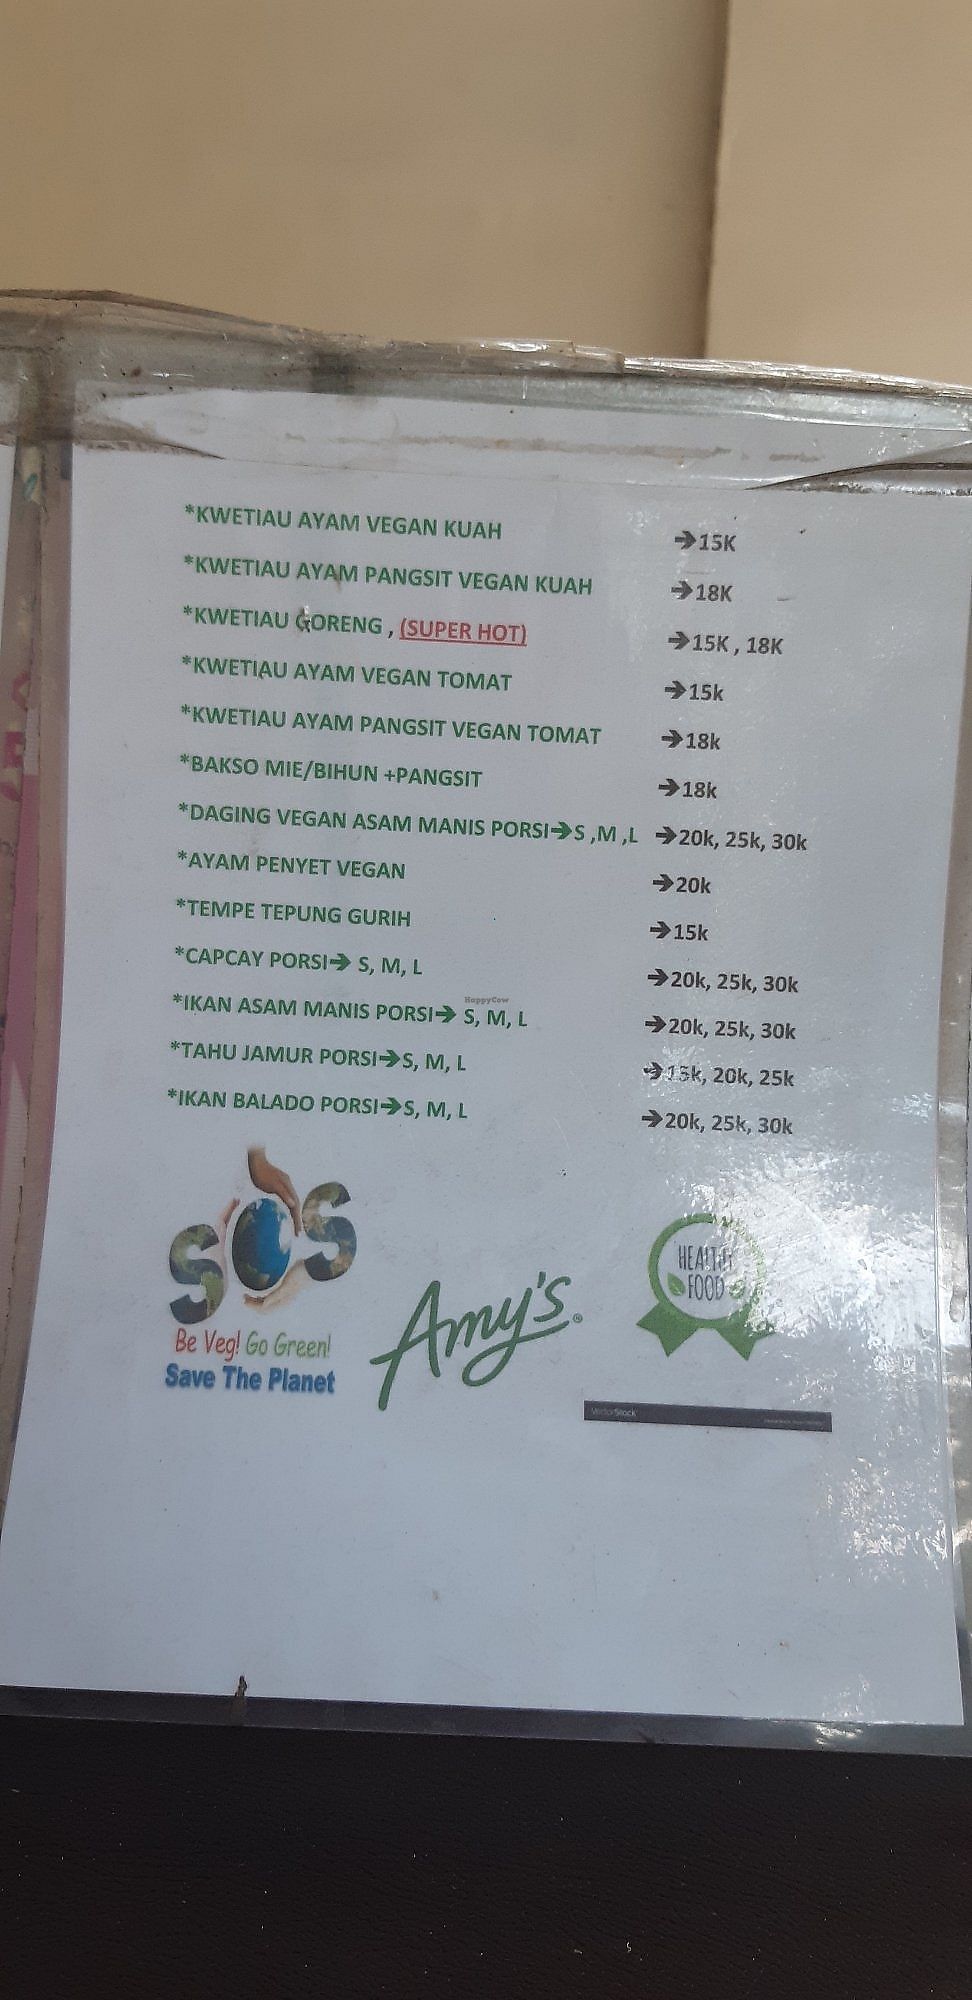 *KWETIAU AYAM VEGAN KUAH →15K
*KWETIAU AYAM PANGSIT VEGAN KUAH →18K
*KWETIAU GORENG , (SUPER HOT) →15K , 18K
*KWETIAU AYAM VEGAN TOMAT →15k
*KWETIAU AYAM PANGSIT VEGAN TOMAT →18k
*BAKSO MIE/BIHUN +PANGSIT →18k
*DAGING VEGAN ASAM MANIS PORSI→S ,M ,L →20k, 25k, 30k
*AYAM PENYET VEGAN →20k
*TEMPE TEPUNG GURIH →15k
*CAPCAY PORSI→ S, M, L →20k, 25k, 30k
HappyCow
*IKAN ASAM MANIS PORSI→ S, M, L →20k, 25k, 30k
*TAHU JAMUR PORSI→S, M, L →15k, 20k, 25k
*IKAN BALADO PORSI→S, M, L →20k, 25k, 30k
SOS
Be Veg! Go Green!
Save The Planet
Amy's®
HEALTHY
FOOD
VectorStock